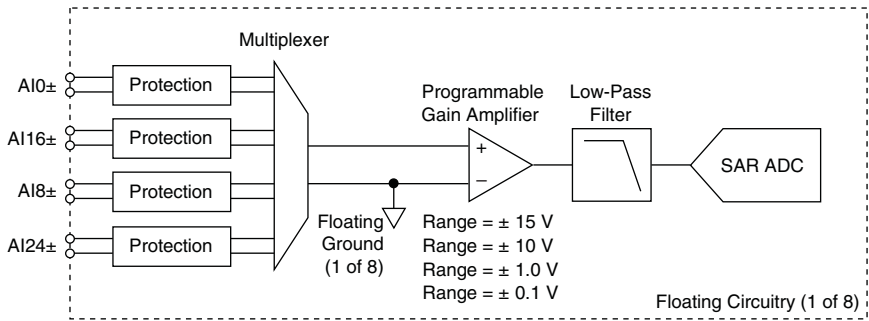 Multiplexer
AI0±
Protection
AI16±
Protection
AI8±
Protection
AI24±
Protection
Programmable
Gain Amplifier
Low-Pass
Filter
+
–
SAR ADC
Floating
Ground
(1 of 8)
Range = ± 15 V
Range = ± 10 V
Range = ± 1.0 V
Range = ± 0.1 V
Floating Circuitry (1 of 8)